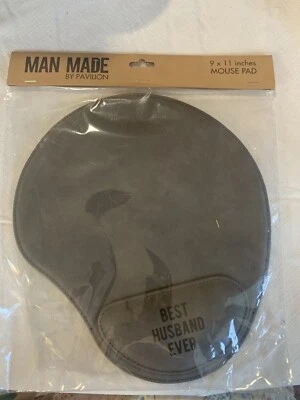 MAN MADE
BY PAVILION
9 x 11 inches
MOUSE PAD
BEST
HUSBAND
EVER